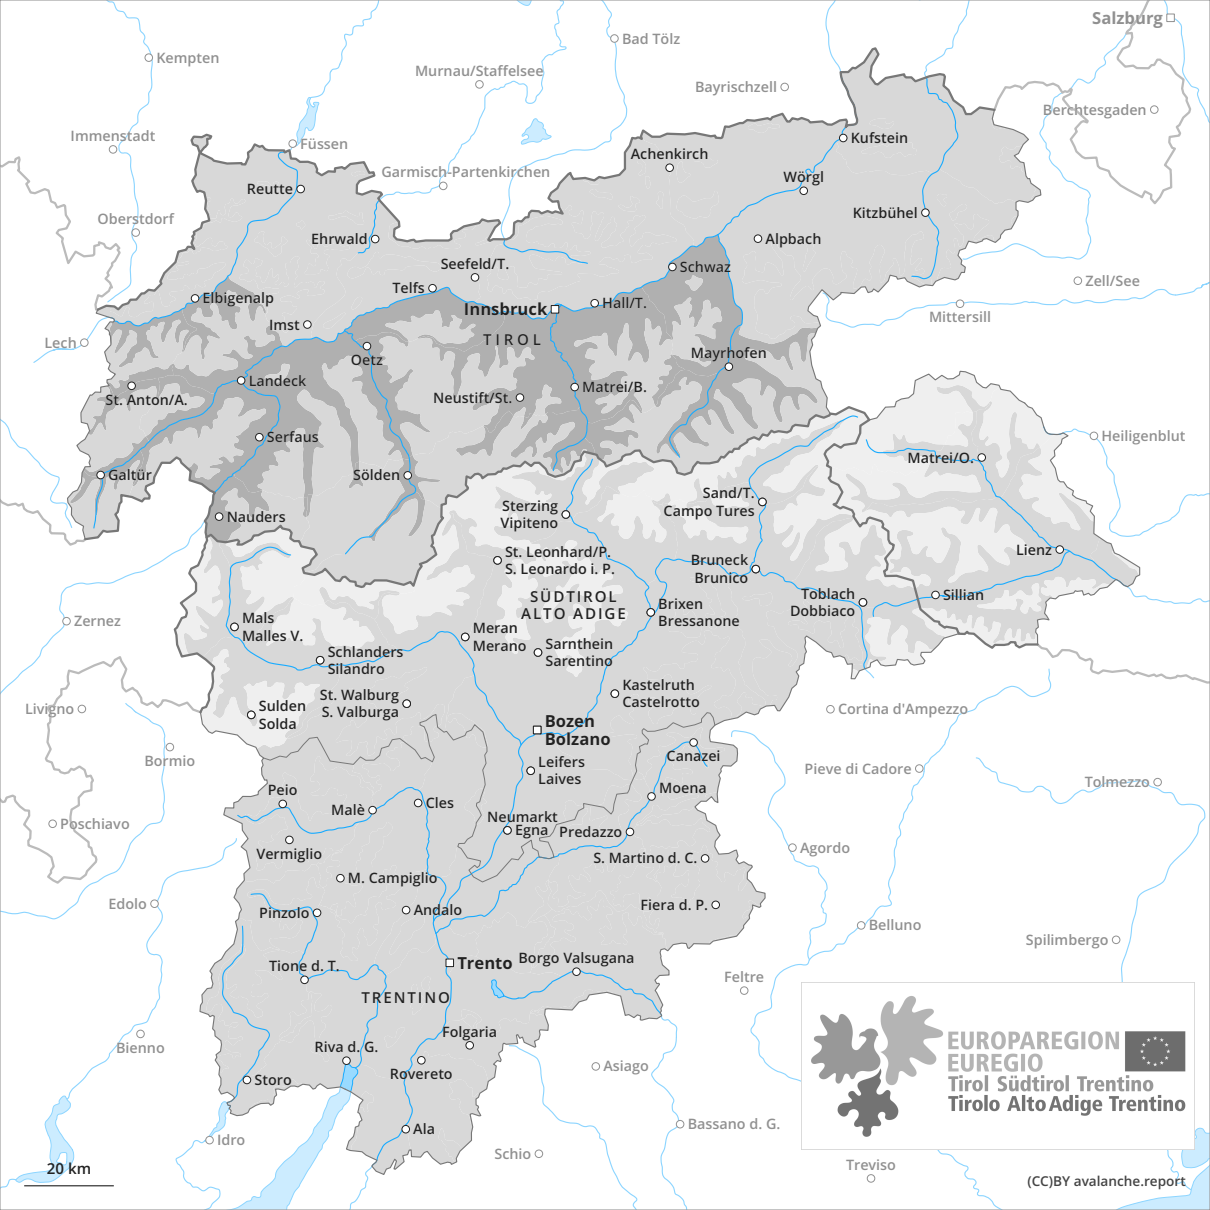 Salzburg
Bad Tölz
Kempten
Murnau/Staffelsee
Bayrischzell
Berchtesgaden
Immenstadt
Füssen
Kufstein
Achenkirch
Garmisch-Partenkirchen
Wörgl
Reutte
Oberstdorf
Kitzbühel
Ehrwald
Alpbach
Seefeld/T.
Schwaz
Zell/See
Telfs
Elbigenalp
Hall/T.
Innsbruck
Mittersill
Imst
TIROL
Lech
Oetz
Mayrhofen
Landeck
Matrei/B.
St. Anton/A.
Neustift/St.
Serfaus
Heiligenblut
Matrei/O.
Galtür
Sölden
Sand/T.
Campo Tures
Sterzing
Vipiteno
Nauders
St. Leonhard/P.
S. Leonardo i. P.
Lienz
Bruneck
Brunico
SÜDTIROL
ALTO ADIGE
Toblach
Dobbiaco
Sillian
Brixen
Bressanone
Zernez
Mals
Malles V.
Meran
Merano
Sarnthein
Sarentino
Schlanders
Silandro
Kastelruth
Castelrotto
St. Walburg
S. Valburga
Livigno
Sulden
Solda
Cortina d'Ampezzo
Bozen
Bolzano
Bormio
Canazei
Leifers
Laives
Pieve di Cadore
Tolmezzo
Peio
Moena
Malè
Cles
Neumarkt
Egna
Predazzo
Poschiavo
Vermiglio
Agordo
S. Martino d. C.
M. Campiglio
Edolo
Pinzolo
Andalo
Fiera d. P.
Belluno
Spilimbergo
Trento
Borgo Valsugana
Tione d. T.
Feltre
TRENTINO
Folgaria
Bienno
Riva d. G.
Rovereto
Asiago
Storo
EUROPAREGION
EUREGIO
Tirol Südtirol Trentino
Tirolo Alto Adige Trentino
Bassano d. G.
Ala
Idro
Schio
Treviso
20 km
(CC)BY avalanche.report